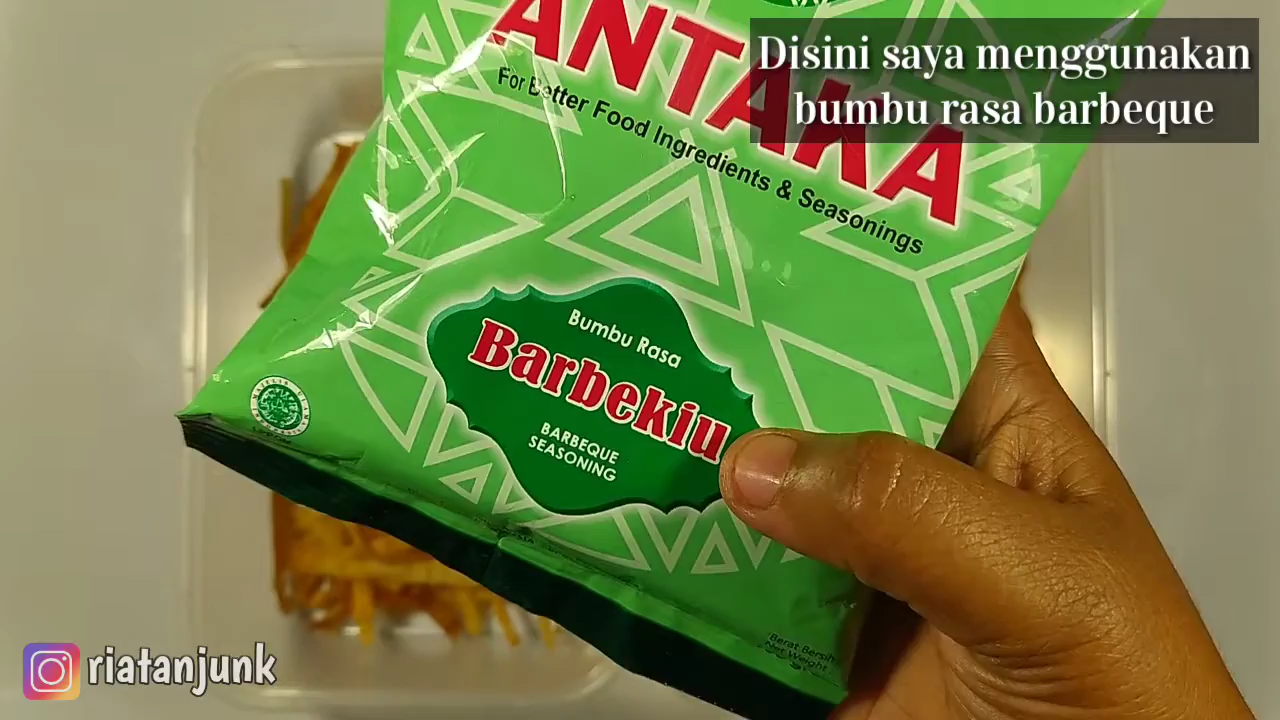 Disini saya menggunakan
bumbu rasa barbeque
ANTAKA
For Better Food Ingredients & Seasonings
Bumbu Rasa
Barbekiu
BARBEQUE
SEASONING
Berat Bersih
Net Weight
riatanjunk